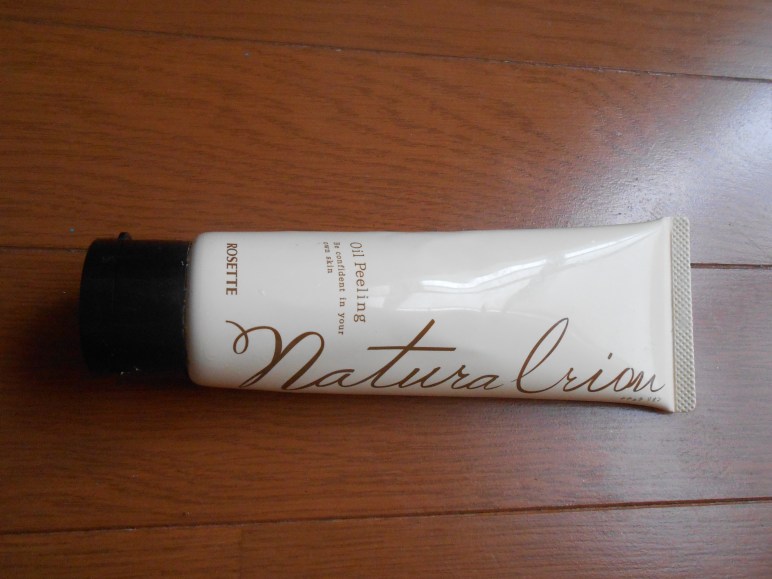 Naturalrion
Oil Peeling
Be confident in your
own skin
ROSETTE